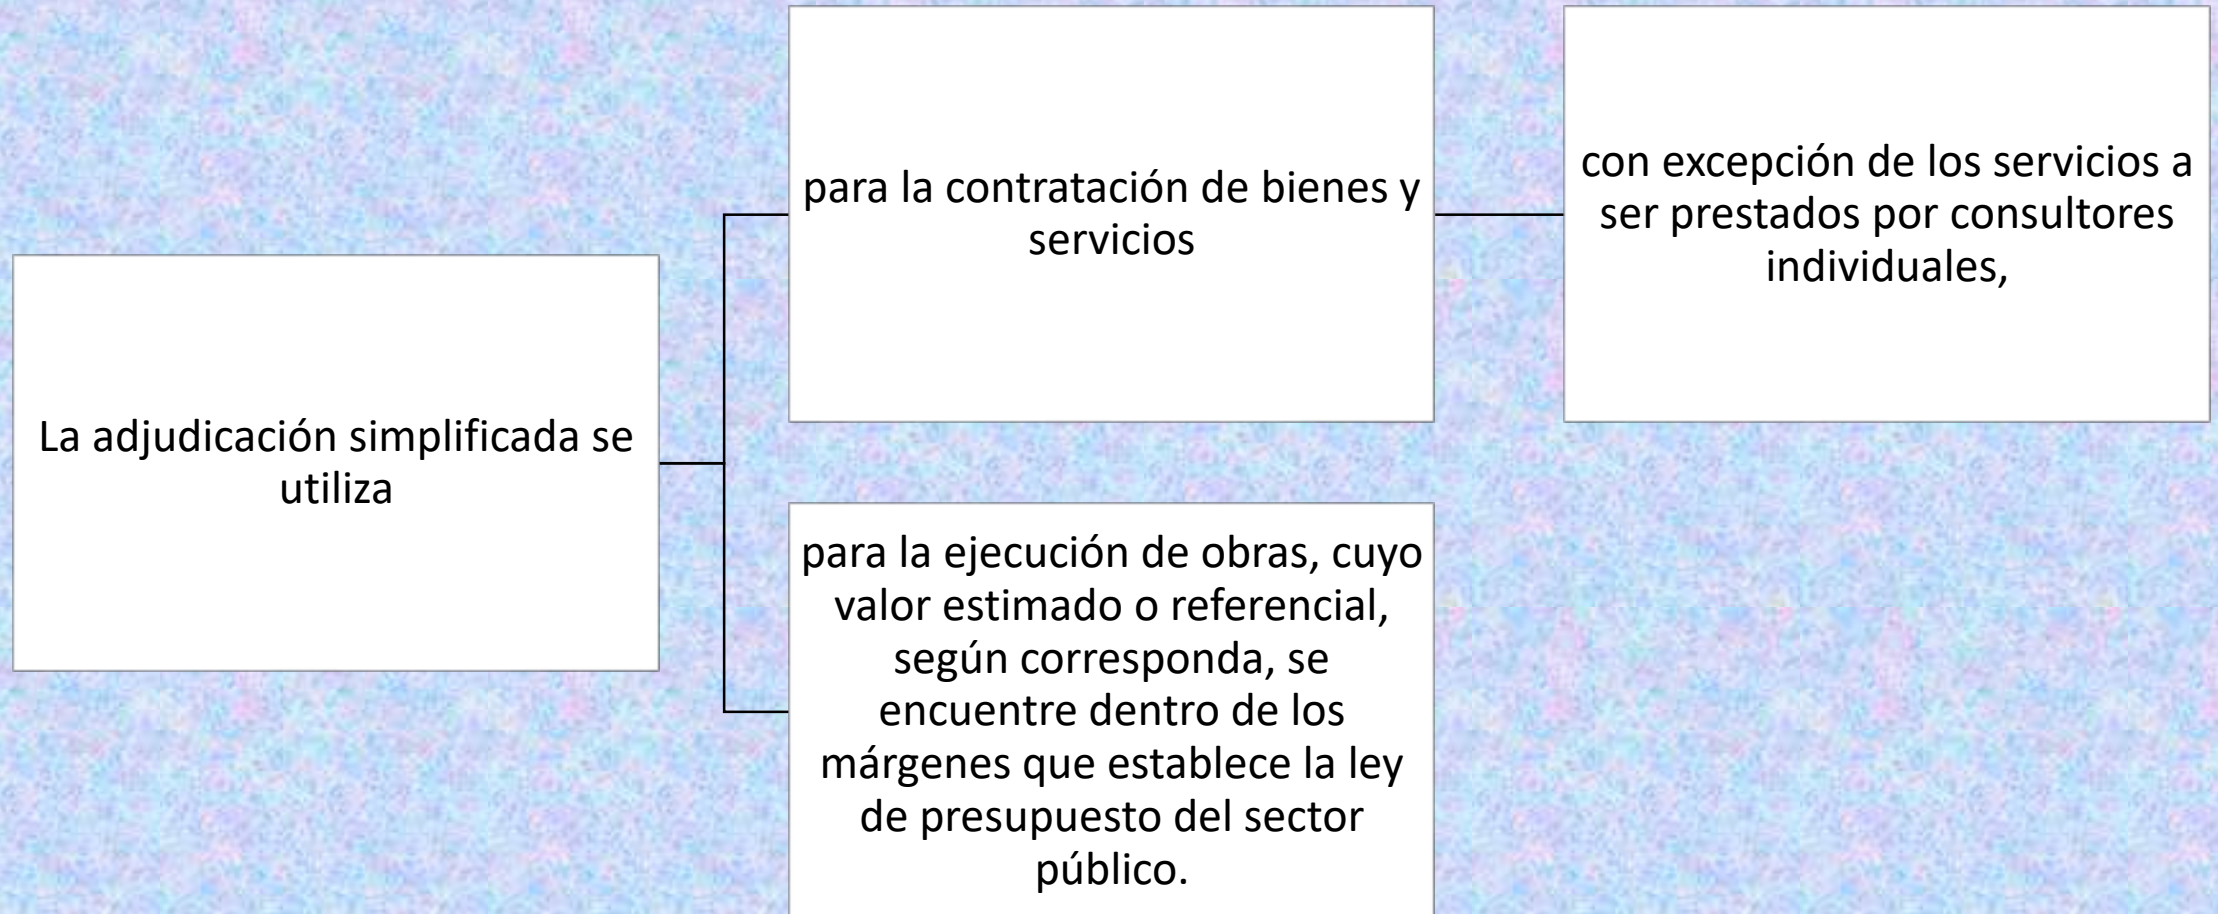 La adjudicación simplificada se
utiliza
para la contratación de bienes y
servicios
con excepción de los servicios a
ser prestados por consultores
individuales,
para la ejecución de obras, cuyo
valor estimado o referencial,
según corresponda, se
encuentre dentro de los
márgenes que establece la ley
de presupuesto del sector
público.